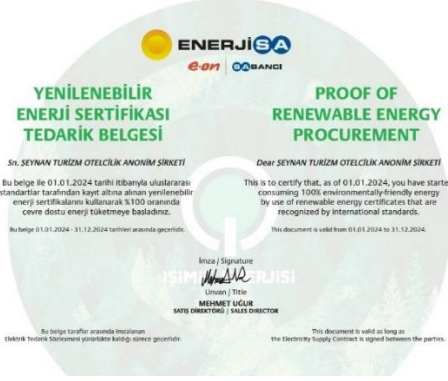 ENERJİSA
e·on | SABANCI
YENİLENEBİLİR
ENERJİ SERTİFİKASI
TEDARİK BELGESİ
Sn. ŞEYNAN TURİZM OTELCİLİK ANONİM ŞİRKETİ
Bu belge ile 01.01.2024 tarihi itibarıyla uluslararası
standartlar tarafından kayıt altına alınan yenilenebilir
enerji sertifikalarını kullanarak %100 oranında
çevre dostu enerji tüketmeye başladınız.
Bu belge 01.01.2024 - 31.12.2024 tarihleri arasında geçerlidir.
PROOF OF
RENEWABLE ENERGY
PROCUREMENT
Dear ŞEYNAN TURİZM OTELCİLİK ANONİM ŞİRKETİ
This is to certify that, as of 01.01.2024, you have starte
consuming 100% environmentally-friendly energy
by use of renewable energy certificates that are
recognized by international standards.
This document is valid from 01.01.2024 to 31.12.2024.
İŞİMİN ENERJİSİ
İmza / Signature
Unvan / Title
MEHMET UĞUR
SATIŞ DİREKTÖRÜ / SALES DIRECTOR
Bu belge taraflar arasında imzalanan
Elektrik Tedarik Sözleşmesi yürürlükte kaldığı sürece geçerlidir.
This document is valid as long as
the Electricity Supply Contract is signed between the parties.